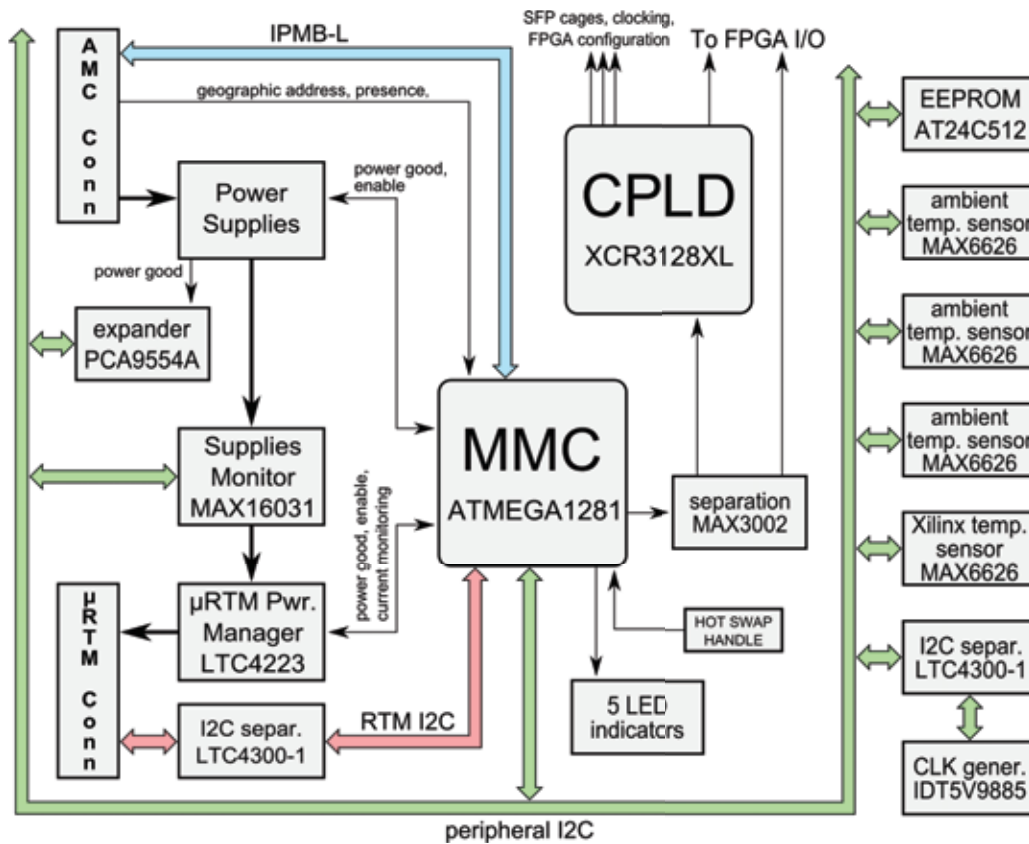 SFP cages, clocking,
FPGA configuration
To FPGA I/O
IPMB-L
AMC Conn
geographic address, presence,
EEPROM
AT24C512
CPLD
XCR3128XL
Power
Supplies
power good,
enable
ambient
temp. sensor
MAX6626
power good
expander
PCA9554A
ambient
temp. sensor
MAX6626
MMC
ATMEGA1281
Supplies
Monitor
MAX16031
ambient
temp. sensor
MAX6626
separation
MAX3002
power good, enable,
current monitoring
Xilinx temp.
sensor
MAX6626
µRTM Conn
µRTM Pwr.
Manager
LTC4223
HOT SWAP
HANDLE
I2C separ.
LTC4300-1
5 LED
indicators
RTM I2C
I2C separ.
LTC4300-1
CLK gener.
IDT5V9885
peripheral I2C